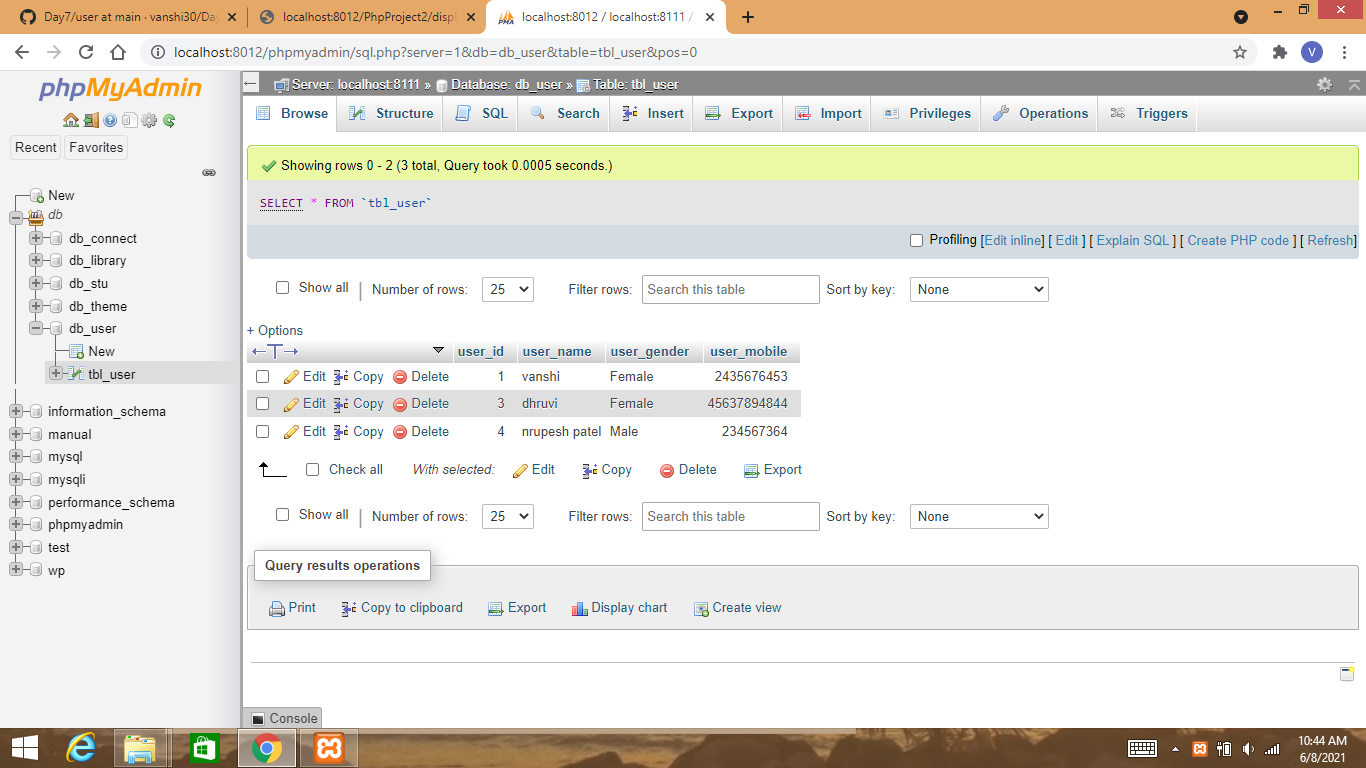 Day7/user at main · vanshi30/Day
localhost:8012/PhpProject2/displ
localhost:8012 / localhost:8111 /
localhost:8012/phpmyadmin/sql.php?server=1&db=db_user&table=tbl_user&pos=0
V
phpMyAdmin
Recent Favorites
New
db
db_connect
db_library
db_stu
db_theme
db_user
New
tbl_user
information_schema
manual
mysql
mysqli
performance_schema
phpmyadmin
test
wp
Server: localhost:8111 » Database: db_user » Table: tbl_user
Browse Structure SQL Search Insert Export Import Privileges Operations Triggers
Showing rows 0 - 2 (3 total, Query took 0.0005 seconds.)
SELECT * FROM `tbl_user`
Profiling [Edit inline] [ Edit ] [ Explain SQL ] [ Create PHP code ] [ Refresh]
Show all | Number of rows: 25 Filter rows: Search this table Sort by key: None
+ Options
user_id user_name user_gender user_mobile
Edit Copy Delete 1 vanshi Female 2435676453
Edit Copy Delete 3 dhruvi Female 45637894844
Edit Copy Delete 4 nrupesh patel Male 234567364
Check all With selected: Edit Copy Delete Export
Show all | Number of rows: 25 Filter rows: Search this table Sort by key: None
Query results operations
Print Copy to clipboard Export Display chart Create view
Console
10:44 AM
6/8/2021